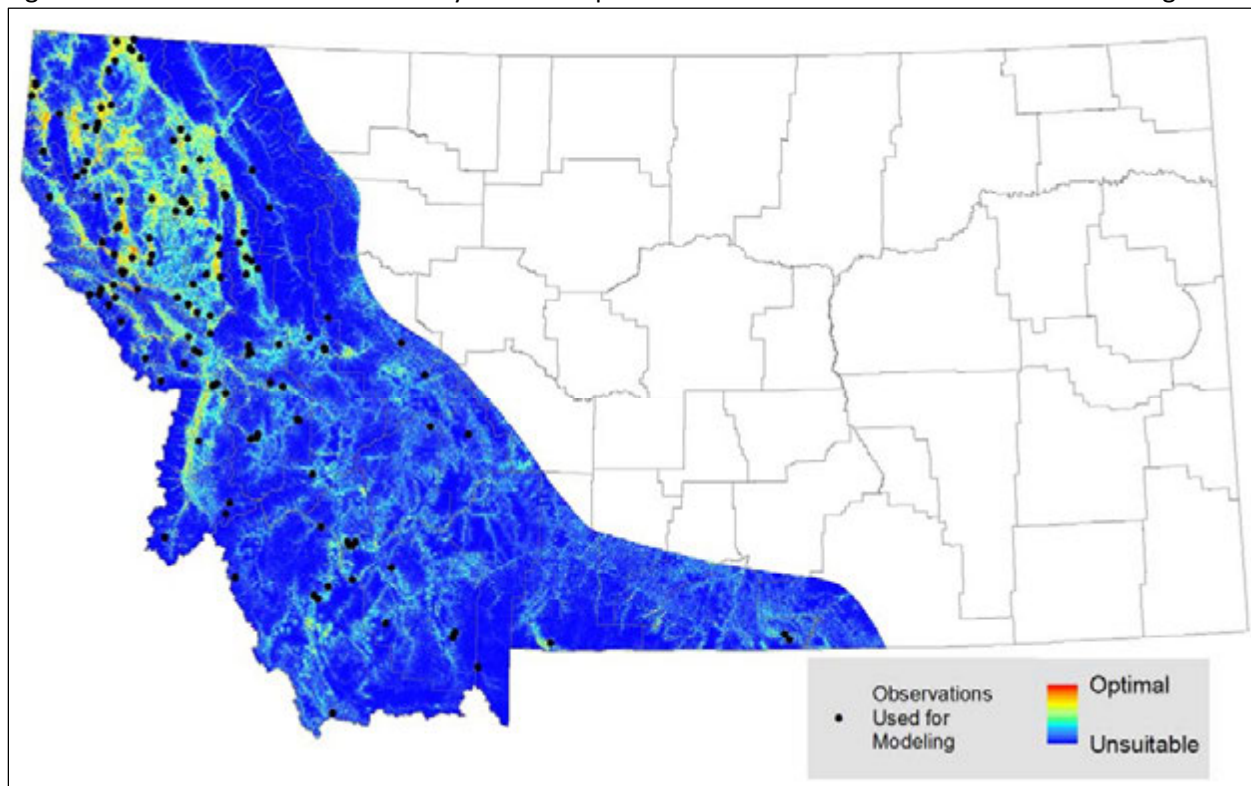 Observations
Used for
Modeling
Optimal
Unsuitable